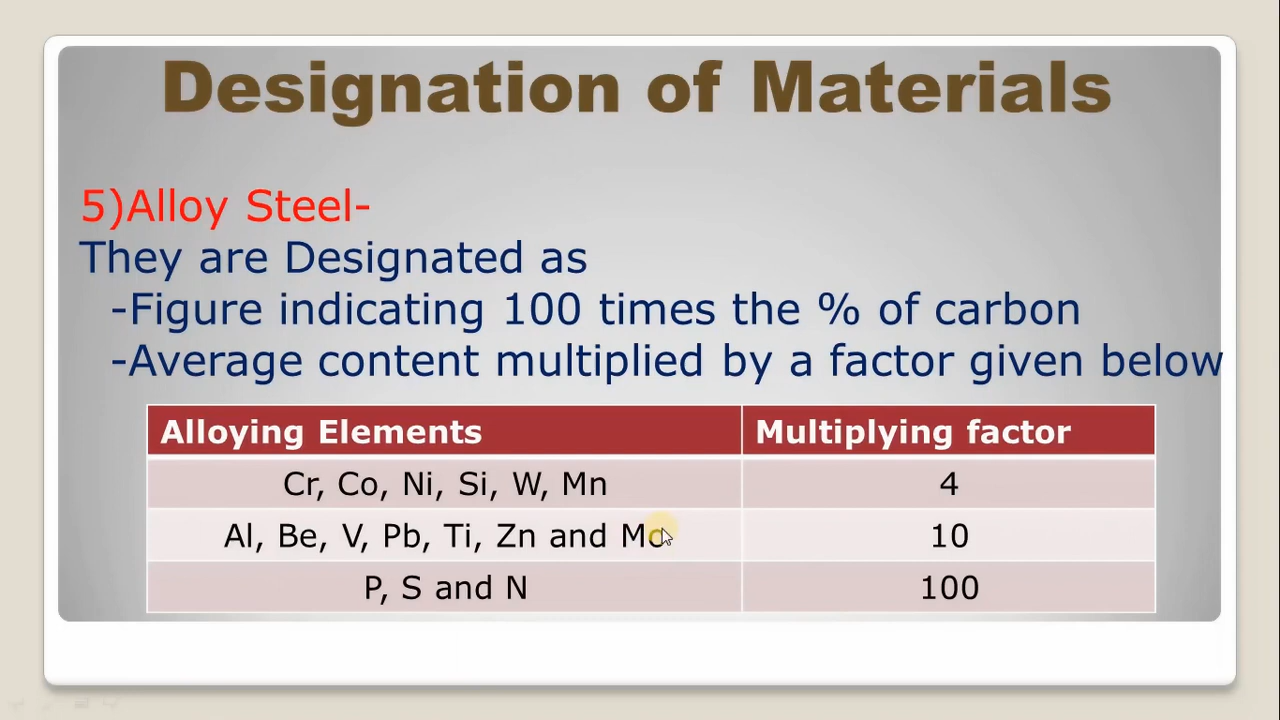 Designation of Materials
5)Alloy Steel-
They are Designated as
-Figure indicating 100 times the % of carbon
-Average content multiplied by a factor given below
Alloying Elements Multiplying factor
Cr, Co, Ni, Si, W, Mn 4
Al, Be, V, Pb, Ti, Zn and Mo 10
P, S and N 100